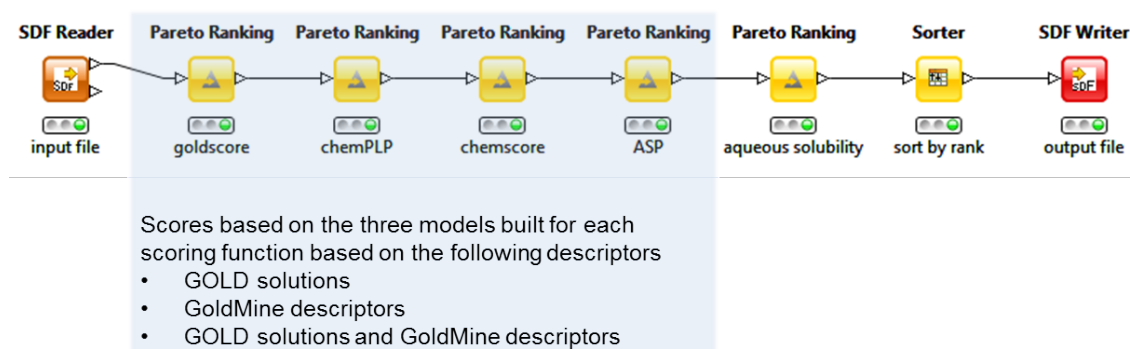 SDF Reader Pareto Ranking Pareto Ranking Pareto Ranking Pareto Ranking Pareto Ranking Sorter SDF Writer
SDF SDF
input file goldscore chemPLP chemscore ASP aqueous solubility sort by rank output file
Scores based on the three models built for each
scoring function based on the following descriptors
• GOLD solutions
• GoldMine descriptors
• GOLD solutions and GoldMine descriptors